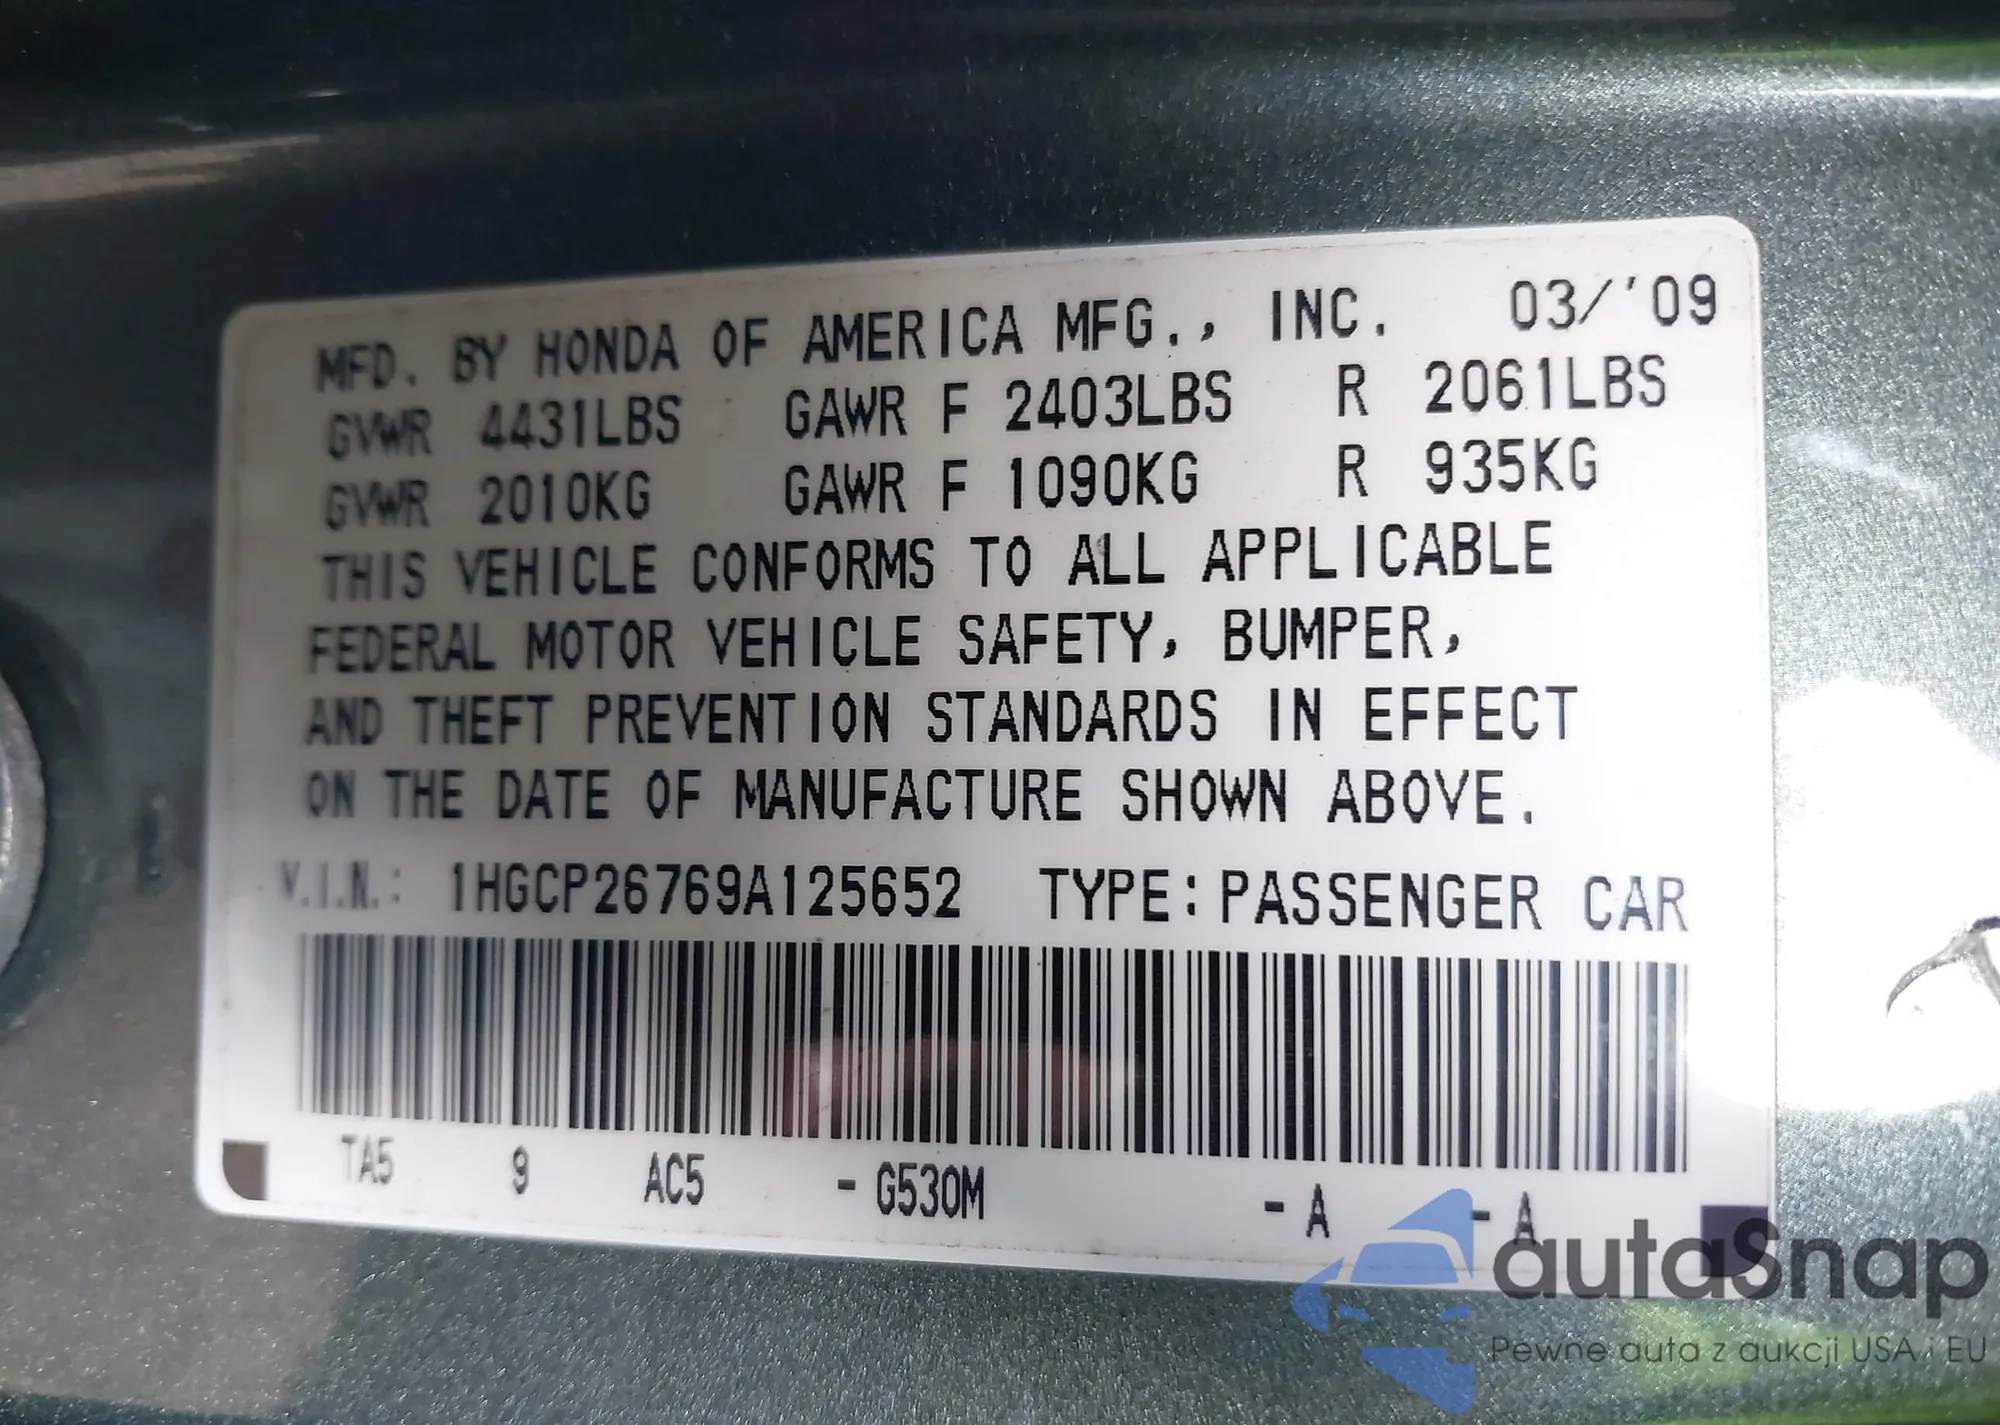 MFD. BY HONDA OF AMERICA MFG., INC. 03/'09
GVWR 4431LBS GAWR F 2403LBS R 2061LBS
GVWR 2010KG GAWR F 1090KG R 935KG
THIS VEHICLE CONFORMS TO ALL APPLICABLE
FEDERAL MOTOR VEHICLE SAFETY, BUMPER,
AND THEFT PREVENTION STANDARDS IN EFFECT
ON THE DATE OF MANUFACTURE SHOWN ABOVE.
V.I.N.: 1HGCP26769A125652 TYPE:PASSENGER CAR
TA5 9 AC5 - G530M - A - A
autaSnap
Pewne auta z aukcji USA i EU